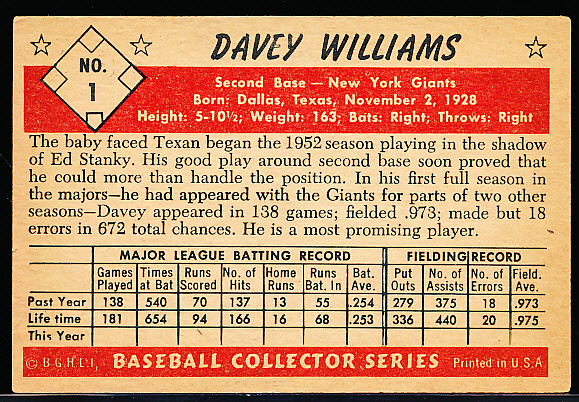 DAVEY WILLIAMS
NO.
1
Second Base — New York Giants
Born: Dallas, Texas, November 2, 1928
Height: 5-10½; Weight: 163; Bats: Right; Throws: Right
The baby faced Texan began the 1952 season playing in the shadow
of Ed Stanky. His good play around second base soon proved that
he could more than handle the position. In his first full season in
the majors—he had appeared with the Giants for parts of two other
seasons—Davey appeared in 138 games; fielded .973; made but 18
errors in 672 total chances. He is a most promising player.
MAJOR LEAGUE BATTING RECORD FIELDING RECORD
Games Played Times at Bat Runs Scored No. of Hits Home Runs Runs Bat. In Bat. Ave. Put Outs No. of Assists No. of Errors Field. Ave.
Past Year 138 540 70 137 13 55 .254 279 375 18 .973
Life time 181 654 94 166 16 68 .253 336 440 20 .975
This Year
© B.G.H.L.I. BASEBALL COLLECTOR SERIES Printed in U.S.A